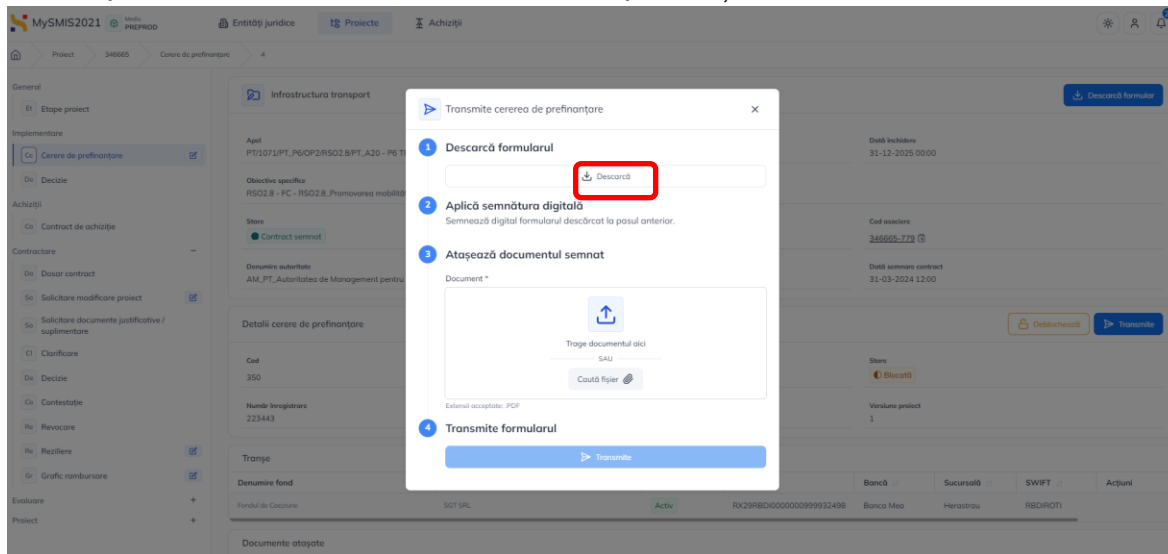 MySMIS2021 Mediu PREPROD
Entități juridice
Proiecte
Achiziții
Proiect
346665
Cerere de prefinanțare
4
General
Et Etape proiect
Implementare
Ce Cerere de prefinanțare
De Decizie
Achiziții
Co Contract de achiziție
Contractare
Do Dosar contract
So Solicitare modificare proiect
So Solicitare documente justificative / suplimentare
Cl Clarificare
De Decizie
Co Contestație
Re Revocare
Re Reziliere
Gr Grafic rambursare
Evaluare
Proiect
Infrastructura transport
Descarcă formular
Apel
PT/1071/PT_P6/OP2/RSO2.8/PT_A20 - P6 T
Dată închidere
31-12-2025 00:00
Obiective specifice
RSO2.8 - FC - RSO2.8_Promovarea mobilită
Stare
Contract semnat
Cod asociere
346665-779
Denumire autoritate
AM_PT_Autoritatea de Management pentru
Dată semnare contract
31-03-2024 12:00
Detalii cerere de prefinanțare
Deblochează
Transmite
Cod
350
Stare
Blocată
Număr înregistrare
223443
Versiune proiect
1
Transmite cererea de prefinanțare
×
1 Descarcă formularul
Descarcă
2 Aplică semnătura digitală
Semnează digital formularul descărcat la pasul anterior.
3 Atașează documentul semnat
Document *
Trage documentul aici
SAU
Caută fișier
Extensii acceptate: .PDF
4 Transmite formularul
Transmite
Tranșe
Denumire fond
Bancă
Sucursală
SWIFT
Acțiuni
Fondul de Coeziune
SGT SRL
Activ
RX29RBDI0000000999932498
Banca Mea
Herastrau
RBDIROTI
Documente atașate